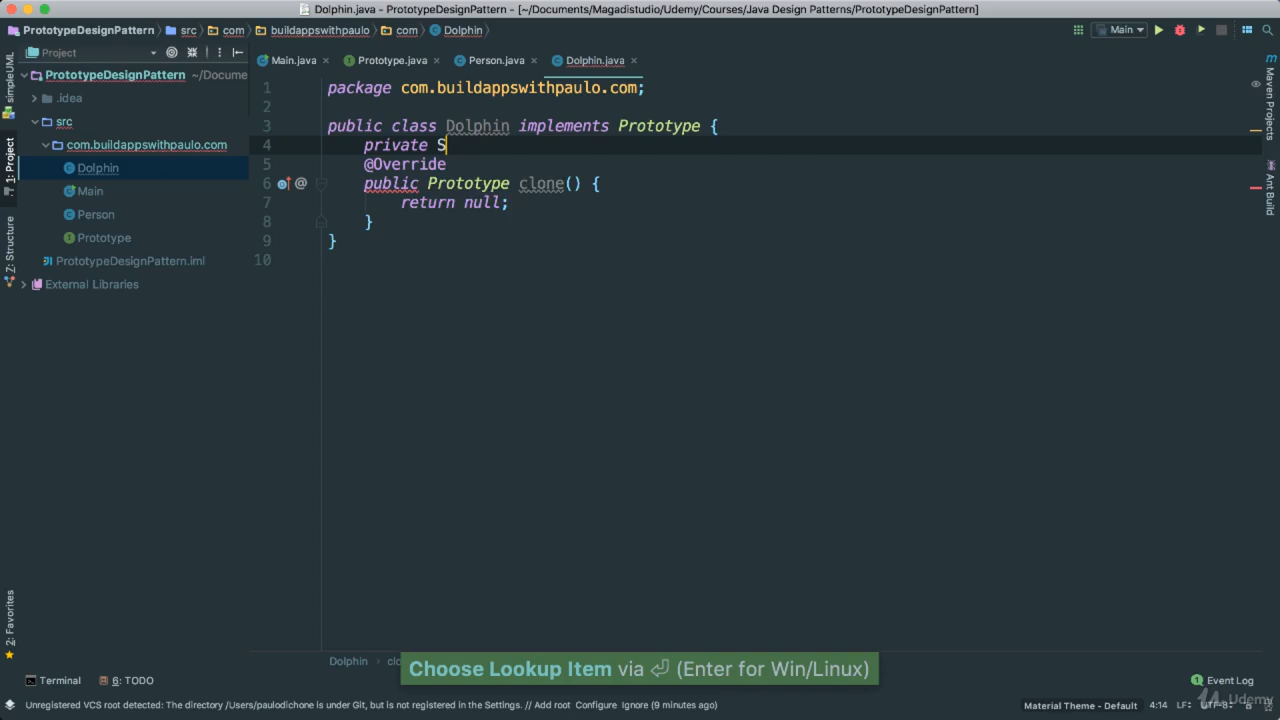 Dolphin.java - PrototypeDesignPattern - [~/Documents/Magadistudio/Udemy/Courses/Java Design Patterns/PrototypeDesignPattern]
PrototypeDesignPattern src com buildappswithpaulo com Dolphin Main
Project Main.java Prototype.java Person.java Dolphin.java
simpleUML
1: Project
Z: Structure
2: Favorites
PrototypeDesignPattern ~/Docume
.idea
src
com.buildappswithpaulo.com
Dolphin
Main
Person
Prototype
PrototypeDesignPattern.iml
External Libraries
1 package com.buildappswithpaulo.com;
2
3 public class Dolphin implements Prototype {
4 private S
5 @Override
6 public Prototype clone() {
7 return null;
8 }
9 }
10
Maven Projects
Ant Build
Dolphin
Choose Lookup Item via ⏎ (Enter for Win/Linux)
Terminal 6: TODO 1 Event Log
Unregistered VCS root detected: The directory /Users/paulodichone is under Git, but is not registered in the Settings. // Add root Configure Ignore (9 minutes ago) Material Theme - Default 4:14 LF: UTF-8:
Udemy